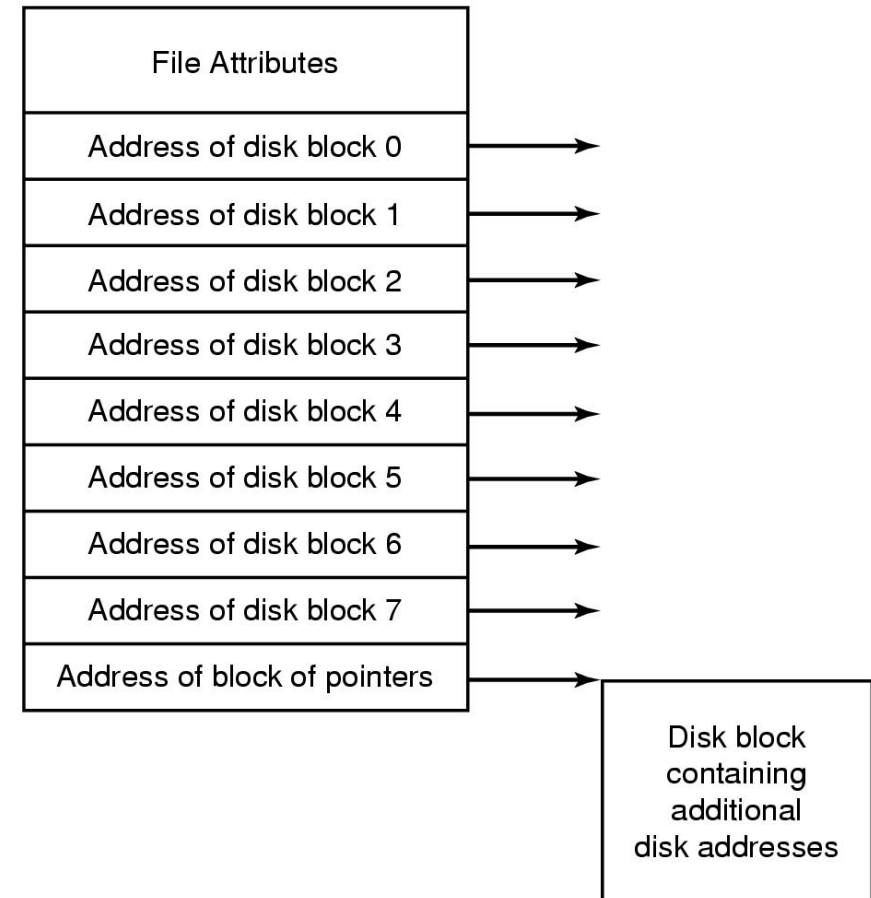 File Attributes
Address of disk block 0
Address of disk block 1
Address of disk block 2
Address of disk block 3
Address of disk block 4
Address of disk block 5
Address of disk block 6
Address of disk block 7
Address of block of pointers
Disk block
containing
additional
disk addresses